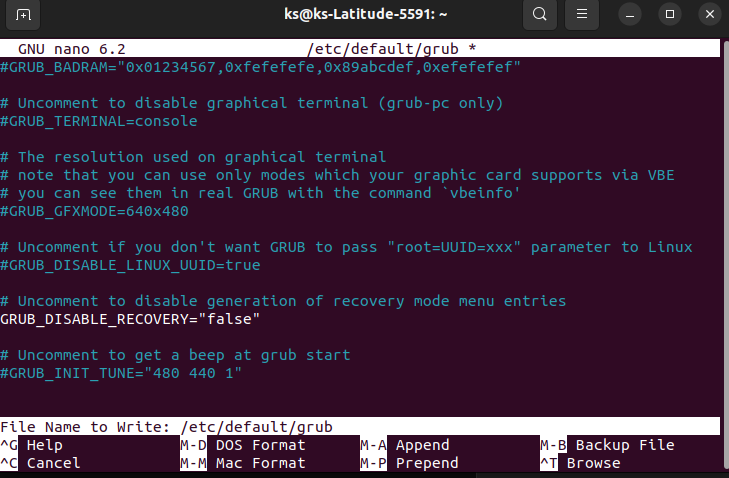 ks@ks-Latitude-5591: ~
GNU nano 6.2 /etc/default/grub *
#GRUB_BADRAM="0x01234567,0xfefefefe,0x89abcdef,0xefefefef"
# Uncomment to disable graphical terminal (grub-pc only)
#GRUB_TERMINAL=console
# The resolution used on graphical terminal
# note that you can use only modes which your graphic card supports via VBE
# you can see them in real GRUB with the command `vbeinfo'
#GRUB_GFXMODE=640x480
# Uncomment if you don't want GRUB to pass "root=UUID=xxx" parameter to Linux
#GRUB_DISABLE_LINUX_UUID=true
# Uncomment to disable generation of recovery mode menu entries
GRUB_DISABLE_RECOVERY="false"
# Uncomment to get a beep at grub start
#GRUB_INIT_TUNE="480 440 1"
File Name to Write: /etc/default/grub
^G Help M-D DOS Format M-A Append M-B Backup File
^C Cancel M-M Mac Format M-P Prepend ^T Browse